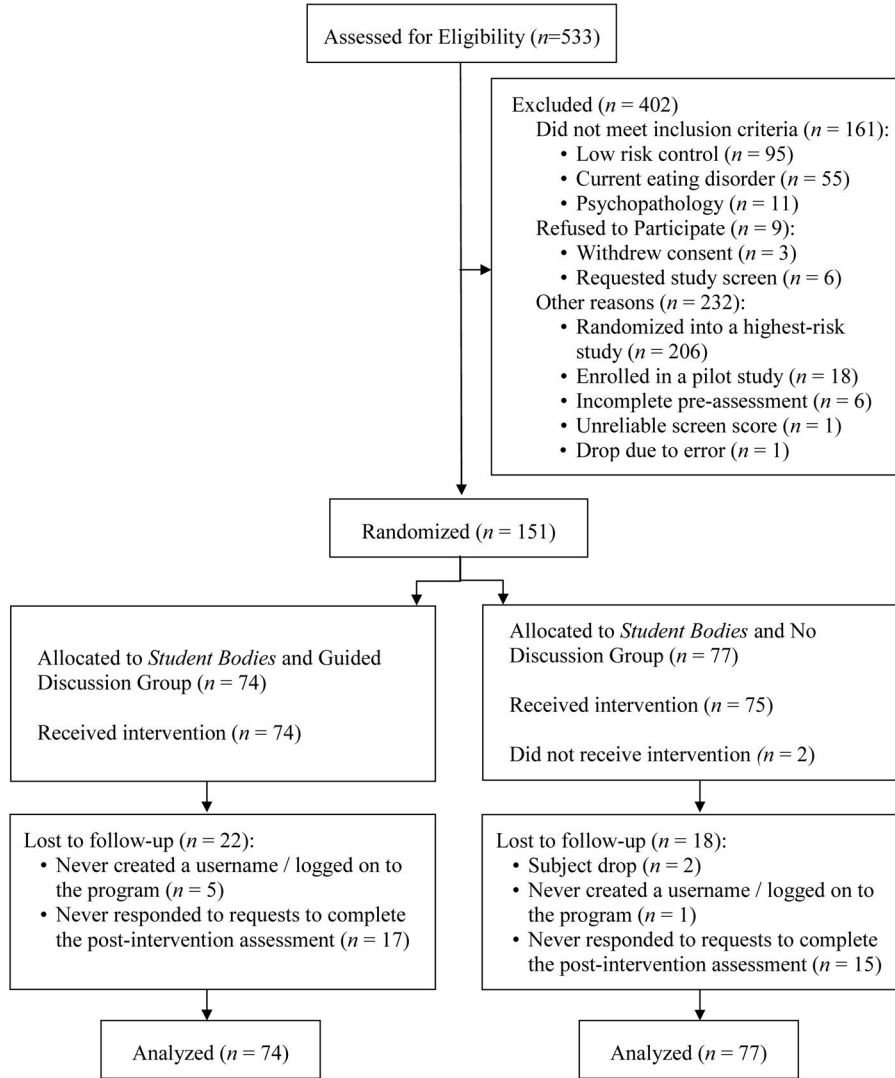 Assessed for Eligibility (n=533)
Excluded (n = 402)
Did not meet inclusion criteria (n = 161):
• Low risk control (n = 95)
• Current eating disorder (n = 55)
• Psychopathology (n = 11)
Refused to Participate (n = 9):
• Withdrew consent (n = 3)
• Requested study screen (n = 6)
Other reasons (n = 232):
• Randomized into a highest-risk
study (n = 206)
• Enrolled in a pilot study (n = 18)
• Incomplete pre-assessment (n = 6)
• Unreliable screen score (n = 1)
• Drop due to error (n = 1)
Randomized (n = 151)
Allocated to Student Bodies and Guided
Discussion Group (n = 74)
Received intervention (n = 74)
Allocated to Student Bodies and No
Discussion Group (n = 77)
Received intervention (n = 75)
Did not receive intervention (n = 2)
Lost to follow-up (n = 22):
• Never created a username / logged on to
the program (n = 5)
• Never responded to requests to complete
the post-intervention assessment (n = 17)
Lost to follow-up (n = 18):
• Subject drop (n = 2)
• Never created a username / logged on to
the program (n = 1)
• Never responded to requests to complete
the post-intervention assessment (n = 15)
Analyzed (n = 74)
Analyzed (n = 77)